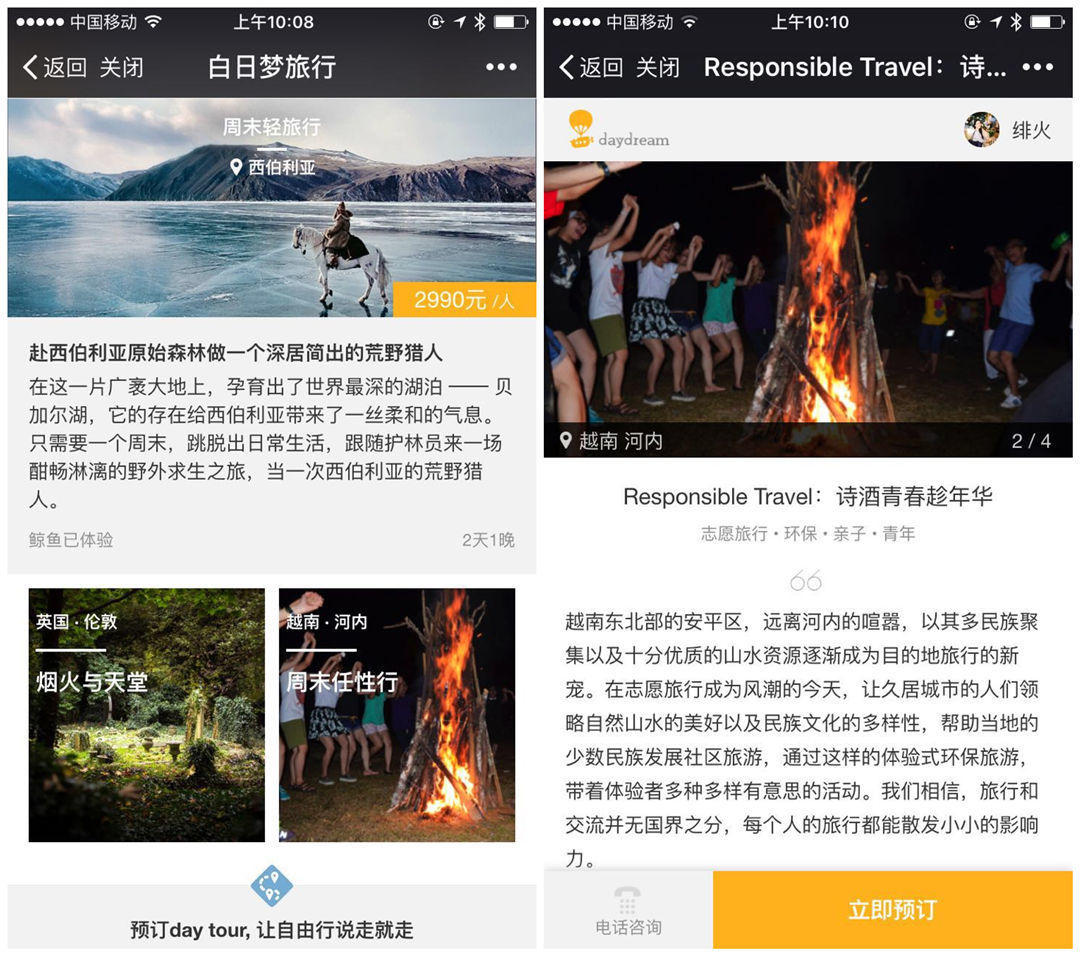 中国移动 上午10:08
返回 关闭 白日梦旅行
周末轻旅行
西伯利亚
2990元 /人
赴西伯利亚原始森林做一个深居简出的荒野猎人
在这一片广袤大地上，孕育出了世界最深的湖泊 —— 贝
加尔湖，它的存在给西伯利亚带来了一丝柔和的气息。
只需要一个周末，跳脱出日常生活，跟随护林员来一场
酣畅淋漓的野外求生之旅，当一次西伯利亚的荒野猎
人。
鲸鱼已体验 2天1晚
英国 · 伦敦
烟火与天堂
越南 · 河内
周末任性行
预订day tour, 让自由行说走就走
中国移动 上午10:10
返回 关闭 Responsible Travel：诗...
daydream 绯火
越南 河内 2 / 4
Responsible Travel：诗酒青春趁年华
志愿旅行 • 环保 • 亲子 • 青年
越南东北部的安平区，远离河内的喧嚣，以其多民族聚
集以及十分优质的山水资源逐渐成为目的地旅行的新
宠。在志愿旅行成为风潮的今天，让久居城市的人们领
略自然山水的美好以及民族文化的多样性，帮助当地的
少数民族发展社区旅游，通过这样的体验式环保旅游，
带着体验者多种多样有意思的活动。我们相信，旅行和
交流并无国界之分，每个人的旅行都能散发小小的影响
力。
电话咨询 立即预订